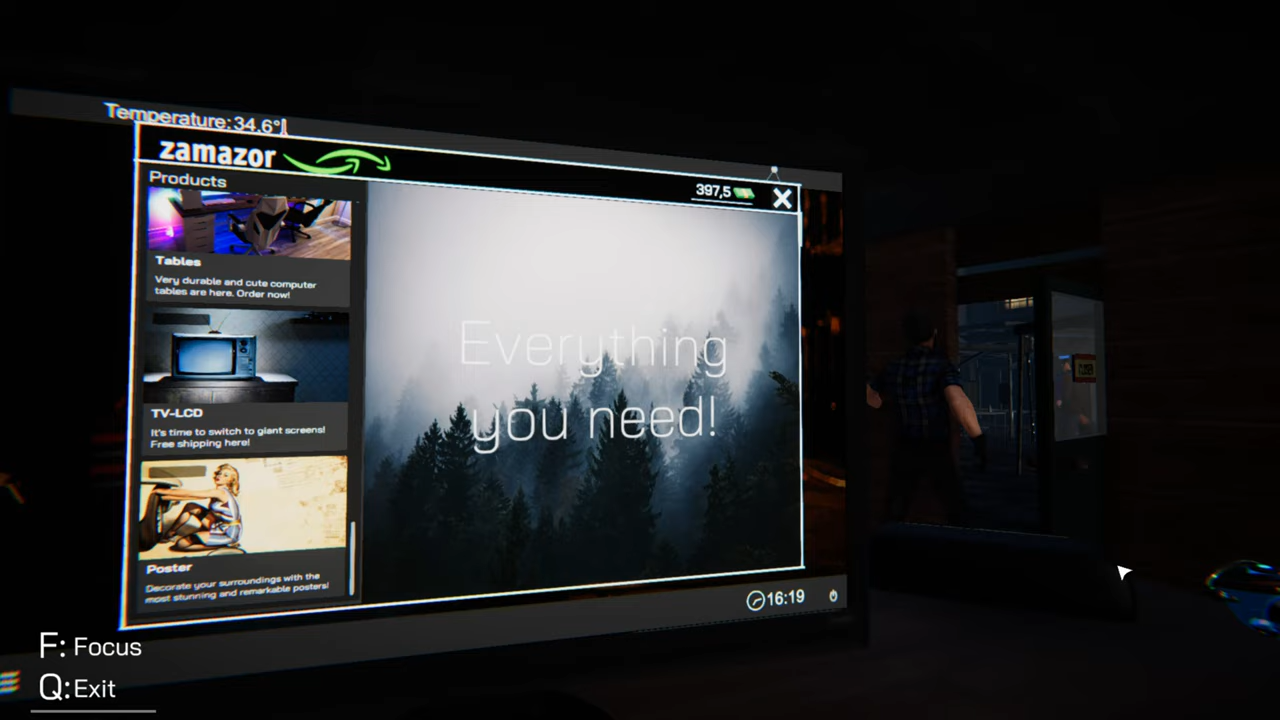 Temperature:34.6°
zamazor
Products
397,5
Tables
Very durable and cute computer
tables are here. Order now!
TV-LCD
It's time to switch to giant screens!
Free shipping here!
Poster
Decorate your surroundings with the
most stunning and remarkable posters!
Everything
you need!
16:19
F: Focus
Q: Exit